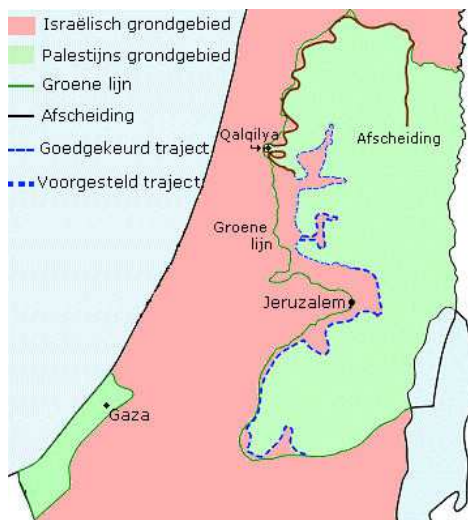 Israëlisch grondgebied
Palestijns grondgebied
Groene lijn
Afscheiding
Goedgekeurd traject
Voorgesteld traject
Qalqilya
Afscheiding
Groene
lijn
Jeruzalem
Gaza